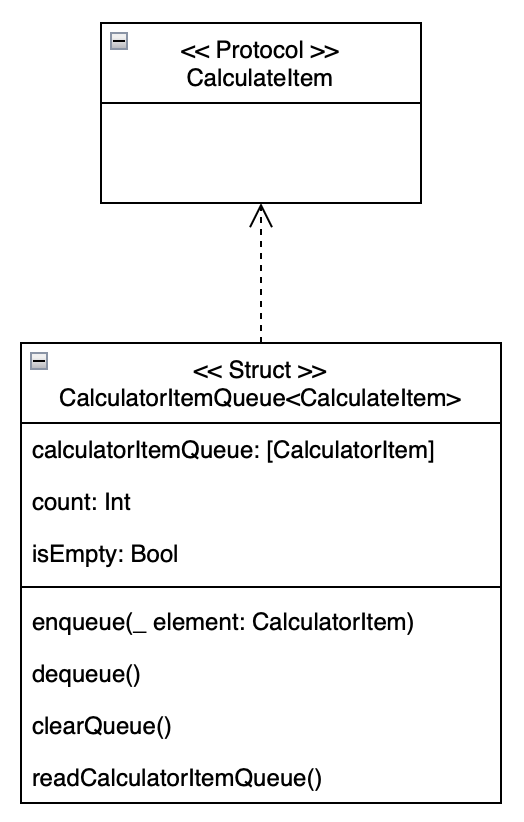 << Protocol >>
CalculateItem
<< Struct >>
CalculatorItemQueue<CalculateItem>
calculatorItemQueue: [CalculatorItem]
count: Int
isEmpty: Bool
enqueue(_ element: CalculatorItem)
dequeue()
clearQueue()
readCalculatorItemQueue()